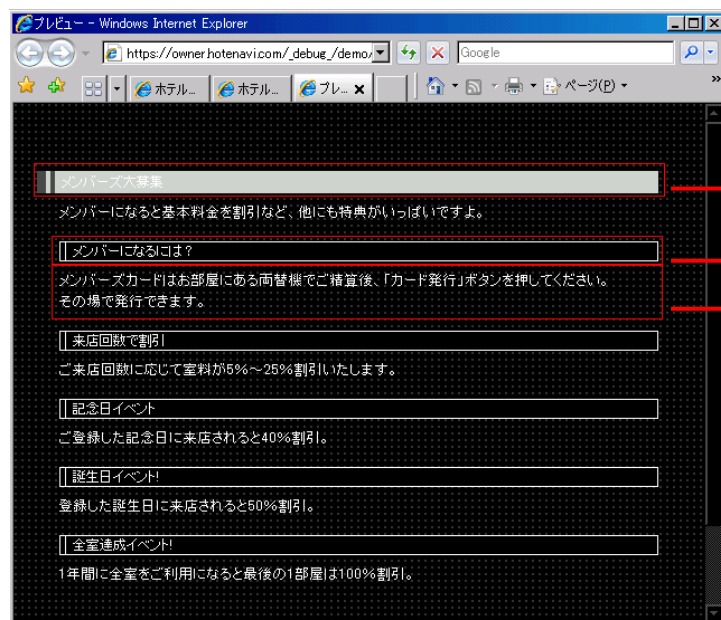 プレビュー - Windows Internet Explorer
https://owner.hotenavi.com/_debug_/demo/
Google
ホテル...
ホテル...
プレ...
ページ(P)
メンバーズ大募集
メンバーになると基本料金を割引など、他にも特典がいっぱいですよ。
メンバーになるには？
メンバーズカードはお部屋にある両替機でご精算後、「カード発行」ボタンを押してください。
その場で発行できます。
来店回数で割引
ご来店回数に応じて室料が5%～25%割引いたします。
記念日イベント
ご登録した記念日に来店されると40%割引。
誕生日イベント!
登録した誕生日に来店されると50%割引。
全室達成イベント!
1年間に全室をご利用になると最後の1部屋は100%割引。